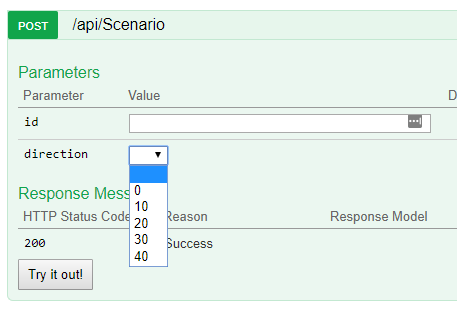 POST /api/Scenario
Parameters
Parameter Value D
id
direction
0
10
20
30
40
Response Mess
HTTP Status Code Reason Response Model
200 Success
Try it out!